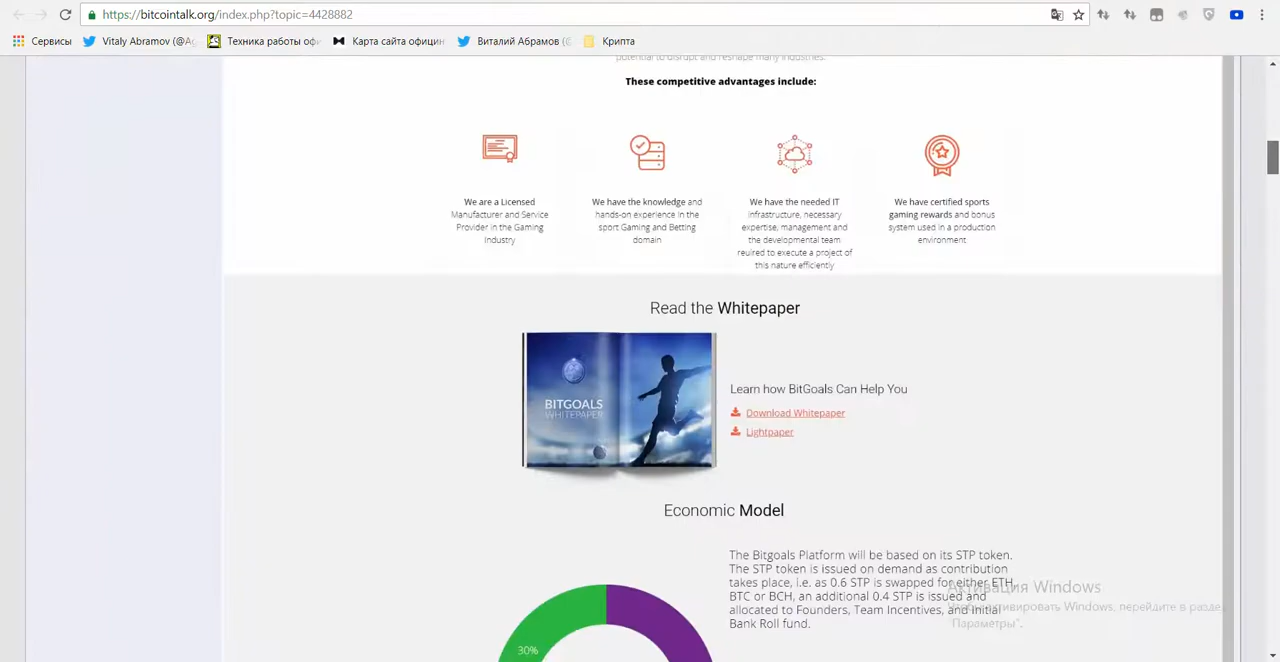 https://bitcointalk.org/index.php?topic=4428882
Сервисы
Vitaly Abramov (@Ag
Техника работы офи
Карта сайта официн
Виталий Абрамов (@
Крипта
potential to disrupt and reshape many industries.
These competitive advantages include:
We are a Licensed
Manufacturer and Service
Provider in the Gaming
Industry
We have the knowledge and
hands-on experience in the
sport Gaming and Betting
domain
We have the needed IT
infrastructure, necessary
expertise, management and
the developmental team
reuired to execute a project of
this nature efficiently
We have certified sports
gaming rewards and bonus
system used in a production
environment
Read the Whitepaper
BITGOALS
WHITEPAPER
Learn how BitGoals Can Help You
Download Whitepaper
Lightpaper
Economic Model
The Bitgoals Platform will be based on its STP token.
The STP token is issued on demand as contribution
takes place, i.e. as 0.6 STP is swapped for either ETH,
BTC or BCH, an additional 0.4 STP is issued and
allocated to Founders, Team Incentives, and Initial
Bank Roll fund.
30%
Активация Windows
Чтобы активировать Windows, перейдите в разде
"Параметры".